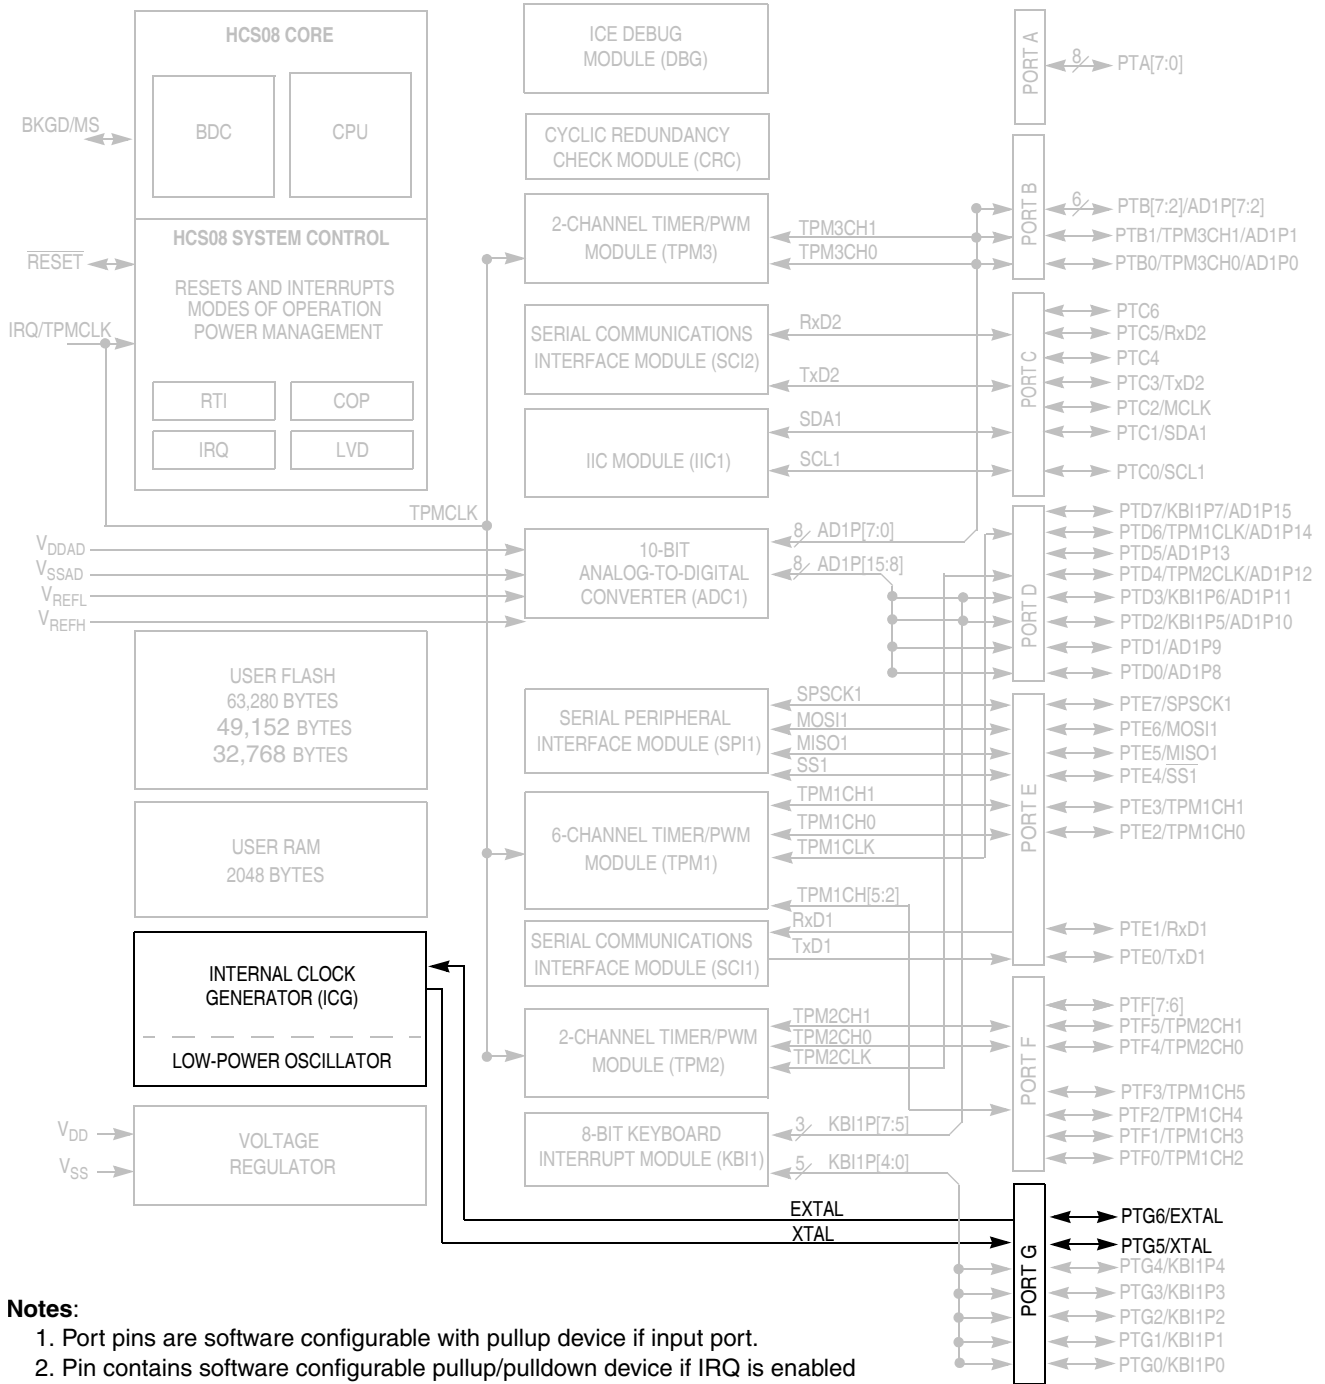 HCS08 CORE
BDC
CPU
BKGD/MS
HCS08 SYSTEM CONTROL
RESET
RESETS AND INTERRUPTS
MODES OF OPERATION
POWER MANAGEMENT
IRQ/TPMCLK
RTI
COP
IRQ
LVD
TPMCLK
VDDAD
VSSAD
VREFL
VREFH
USER FLASH
63,280 BYTES
49,152 BYTES
32,768 BYTES
USER RAM
2048 BYTES
INTERNAL CLOCK
GENERATOR (ICG)
LOW-POWER OSCILLATOR
VDD
VSS
VOLTAGE
REGULATOR
ICE DEBUG
MODULE (DBG)
CYCLIC REDUNDANCY
CHECK MODULE (CRC)
2-CHANNEL TIMER/PWM
MODULE (TPM3)
SERIAL COMMUNICATIONS
INTERFACE MODULE (SCI2)
IIC MODULE (IIC1)
10-BIT
ANALOG-TO-DIGITAL
CONVERTER (ADC1)
SERIAL PERIPHERAL
INTERFACE MODULE (SPI1)
6-CHANNEL TIMER/PWM
MODULE (TPM1)
SERIAL COMMUNICATIONS
INTERFACE MODULE (SCI1)
2-CHANNEL TIMER/PWM
MODULE (TPM2)
8-BIT KEYBOARD
INTERRUPT MODULE (KBI1)
TPM3CH1
TPM3CH0
RxD2
TxD2
SDA1
SCL1
8 AD1P[7:0]
8 AD1P[15:8]
SPSCK1
MOSI1
MISO1
SS1
TPM1CH1
TPM1CH0
TPM1CLK
TPM1CH[5:2]
RxD1
TxD1
TPM2CH1
TPM2CH0
TPM2CLK
3 KBI1P[7:5]
5 KBI1P[4:0]
EXTAL
XTAL
PORT A
8 PTA[7:0]
PORT B
6 PTB[7:2]/AD1P[7:2]
PTB1/TPM3CH1/AD1P1
PTB0/TPM3CH0/AD1P0
PORT C
PTC6
PTC5/RxD2
PTC4
PTC3/TxD2
PTC2/MCLK
PTC1/SDA1
PTC0/SCL1
PORT D
PTD7/KBI1P7/AD1P15
PTD6/TPM1CLK/AD1P14
PTD5/AD1P13
PTD4/TPM2CLK/AD1P12
PTD3/KBI1P6/AD1P11
PTD2/KBI1P5/AD1P10
PTD1/AD1P9
PTD0/AD1P8
PORT E
PTE7/SPSCK1
PTE6/MOSI1
PTE5/MISO1
PTE4/SS1
PTE3/TPM1CH1
PTE2/TPM1CH0
PTE1/RxD1
PTE0/TxD1
PORT F
PTF[7:6]
PTF5/TPM2CH1
PTF4/TPM2CH0
PTF3/TPM1CH5
PTF2/TPM1CH4
PTF1/TPM1CH3
PTF0/TPM1CH2
PORT G
PTG6/EXTAL
PTG5/XTAL
PTG4/KBI1P4
PTG3/KBI1P3
PTG2/KBI1P2
PTG1/KBI1P1
PTG0/KBI1P0
Notes:
1. Port pins are software configurable with pullup device if input port.
2. Pin contains software configurable pullup/pulldown device if IRQ is enabled